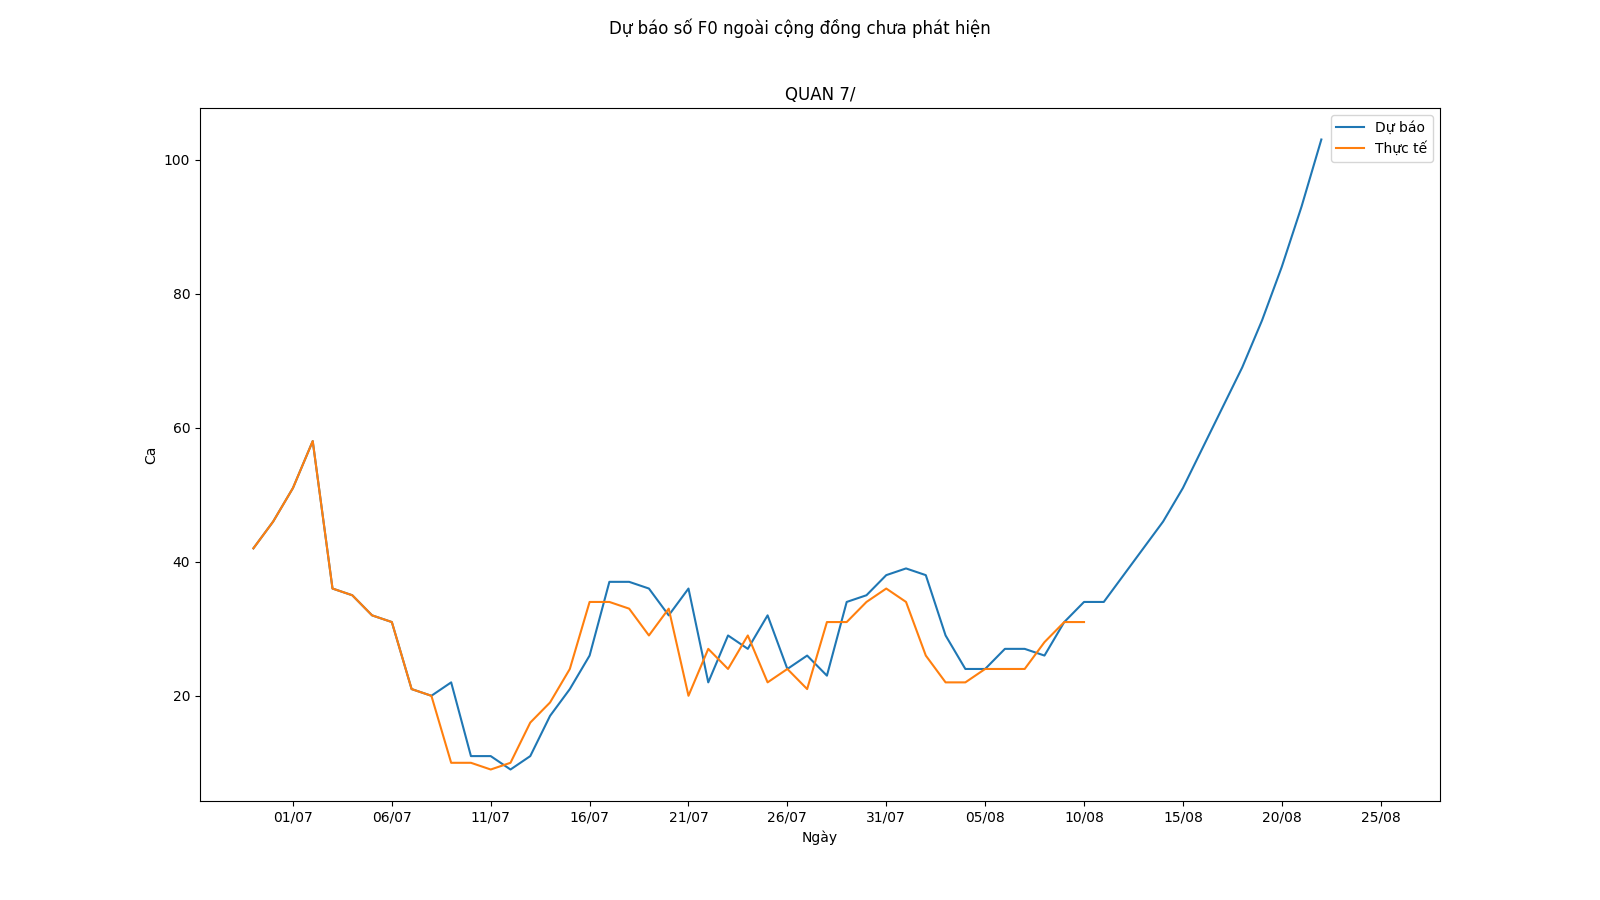 Dự báo số F0 ngoài cộng đồng chưa phát hiện
QUAN 7/
Dự báo
Thực tế
100
80
60
40
20
Ca
01/07 06/07 11/07 16/07 21/07 26/07 31/07 05/08 10/08 15/08 20/08 25/08
Ngày